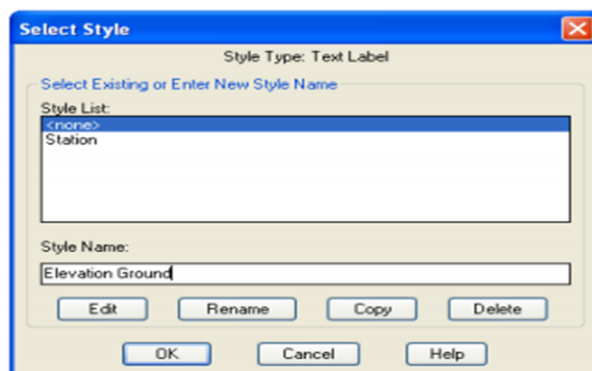 Select Style
Style Type: Text Label
Select Existing or Enter New Style Name
Style List:
<none>
Station
Style Name:
Elevation Ground
Edit Rename Copy Delete
OK Cancel Help